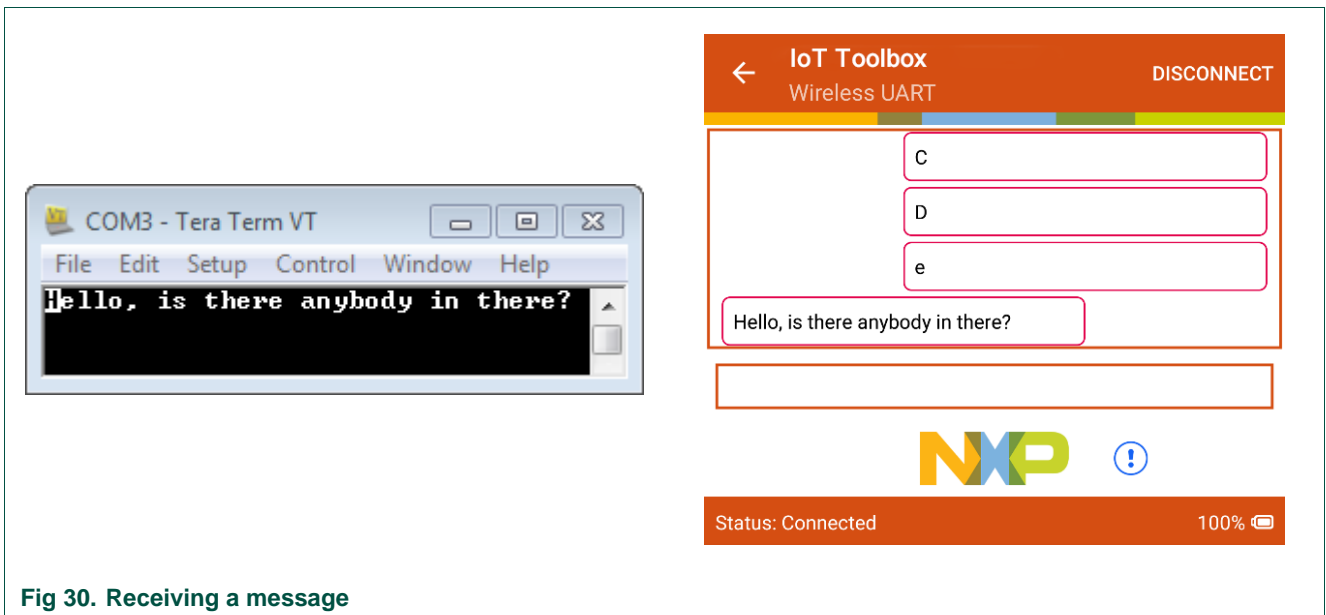 COM3 - Tera Term VT
File Edit Setup Control Window Help
Hello, is there anybody in there?
IoT Toolbox
Wireless UART
DISCONNECT
C
D
e
Hello, is there anybody in there?
NXP
Status: Connected 100%
Fig 30. Receiving a message